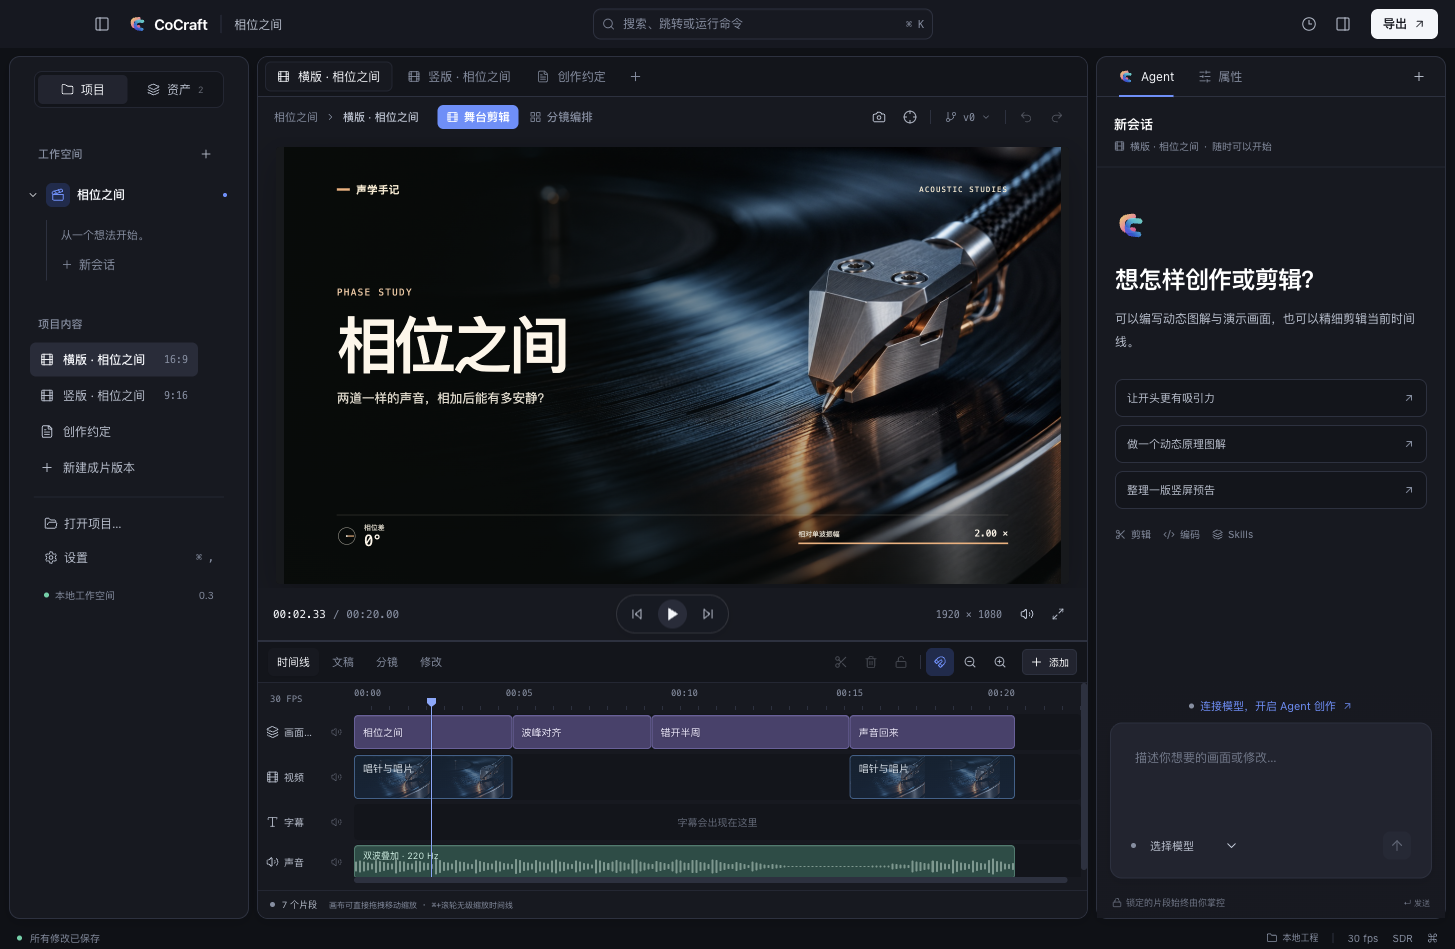 CoCraft
相位之间
搜索、跳转或运行命令
⌘ K
导出
项目
资产 2
工作空间
相位之间
从一个想法开始。
新会话
项目内容
横版 · 相位之间 16:9
竖版 · 相位之间 9:16
创作约定
新建成片版本
打开项目...
设置 ⌘ ,
本地工作空间 0.3
横版 · 相位之间
竖版 · 相位之间
创作约定
相位之间 > 横版 · 相位之间
舞台剪辑
分镜编排
v0
声学手记
ACOUSTIC STUDIES
PHASE STUDY
相位之间
两道一样的声音，相加后能有多安静?
相位差
0°
相对单波振幅
2.00 ×
00:02.33 / 00:20.00
1920 × 1080
时间线
文稿
分镜
修改
添加
30 FPS
00:00
00:05
00:10
00:15
00:20
画面...
相位之间
波峰对齐
错开半周
声音回来
视频
唱针与唱片
唱针与唱片
字幕
字幕会出现在这里
声音
双波叠加 · 220 Hz
7 个片段
画布可直接拖拽移动缩放 · ⌘+滚轮无级缩放时间线
Agent
属性
新会话
横版 · 相位之间 · 随时可以开始
想怎样创作或剪辑?
可以编写动态图解与演示画面，也可以精细剪辑当前时间
线。
让开头更有吸引力
做一个动态原理图解
整理一版竖屏预告
剪辑
编码
Skills
连接模型，开启 Agent 创作
描述你想要的画面或修改...
选择模型
锁定的片段始终由你掌控
发送
所有修改已保存
本地工程
30 fps
SDR
⌘